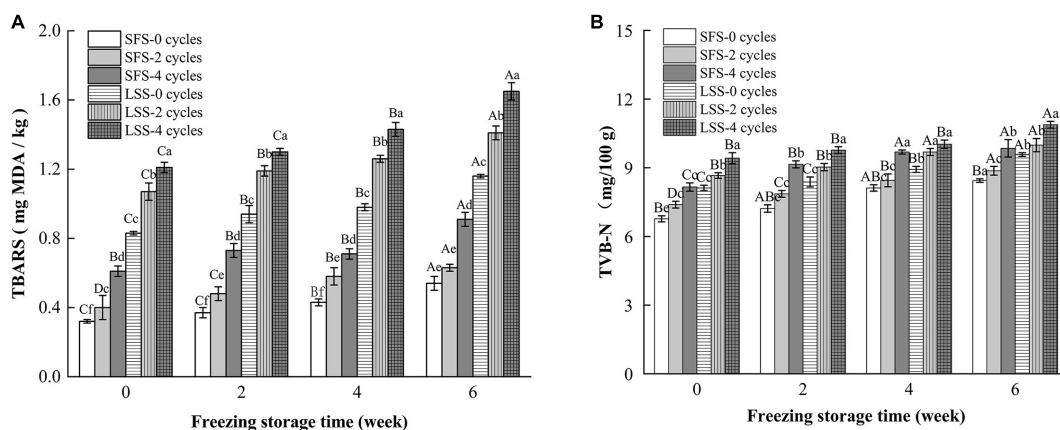 A
TBARS ( mg MDA / kg )
2.0
1.6
1.2
0.8
0.4
0.0
SFS-0 cycles
SFS-2 cycles
SFS-4 cycles
LSS-0 cycles
LSS-2 cycles
LSS-4 cycles
Cf Dc Bd Cc Cb Ca
Cf Ce Bd Bc Bb Ca
Bf Be Bd Bc Bb Ba
Ae Ae Ad Ac Ab Aa
0 2 4 6
Freezing storage time (week)
B
TVB-N （mg/100 g)
15
12
9
6
3
0
SFS-0 cycles
SFS-2 cycles
SFS-4 cycles
LSS-0 cycles
LSS-2 cycles
LSS-4 cycles
Be Dc Cc Cc Bb Ba
ABc Cc Bb Cc Bb Aa
Bc Aa Bb Aa Ba
Ba Ac Ab Ab Ab Aa
0 2 4 6
Freezing storage time (week)